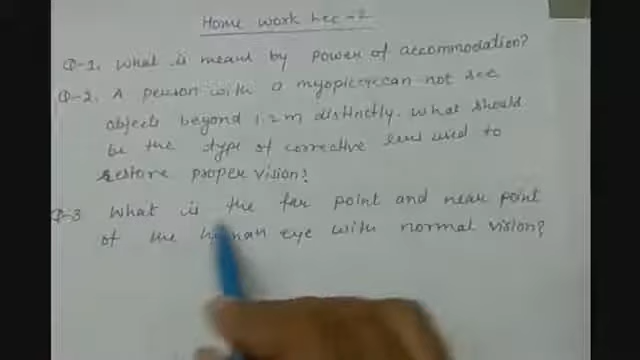 Home work Lec-2
Q-1. What is meant by power of accommodation?
Q-2. A person with a myopic eye can not see
objects beyond 1.2m distinctly. What should
be the type of corrective lens used to
restore proper vision?
Q-3 What is the far point and near point
of the human eye with normal vision?